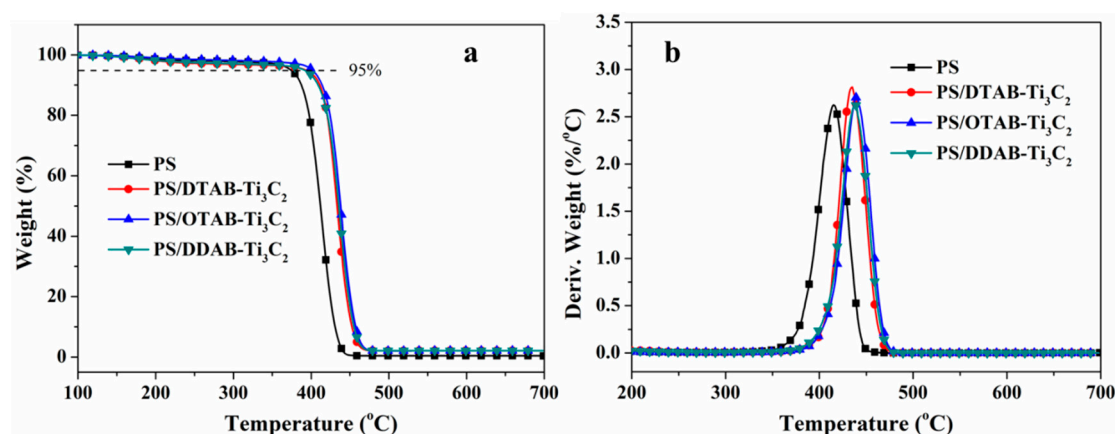 a
100
80
60
40
20
0
Weight (%)
95%
PS
PS/DTAB-Ti₃C₂
PS/OTAB-Ti₃C₂
PS/DDAB-Ti₃C₂
100 200 300 400 500 600 700
Temperature (°C)
b
3.5
3.0
2.5
2.0
1.5
1.0
0.5
0.0
Deriv. Weight (%/°C)
PS
PS/DTAB-Ti₃C₂
PS/OTAB-Ti₃C₂
PS/DDAB-Ti₃C₂
200 300 400 500 600 700
Temperature (°C)